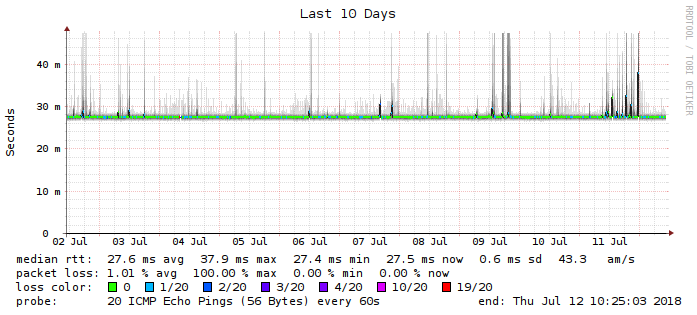 Last 10 Days
RRDTOOL / TOBI OETIKER
Seconds
40 m
30 m
20 m
10 m
0
02 Jul 03 Jul 04 Jul 05 Jul 06 Jul 07 Jul 08 Jul 09 Jul 10 Jul 11 Jul
median rtt: 27.6 ms avg 37.9 ms max 27.4 ms min 27.5 ms now 0.6 ms sd 43.3 am/s
packet loss: 1.01 % avg 100.00 % max 0.00 % min 0.00 % now
loss color: 0 1/20 2/20 3/20 4/20 10/20 19/20
probe: 20 ICMP Echo Pings (56 Bytes) every 60s end: Thu Jul 12 10:25:03 2018